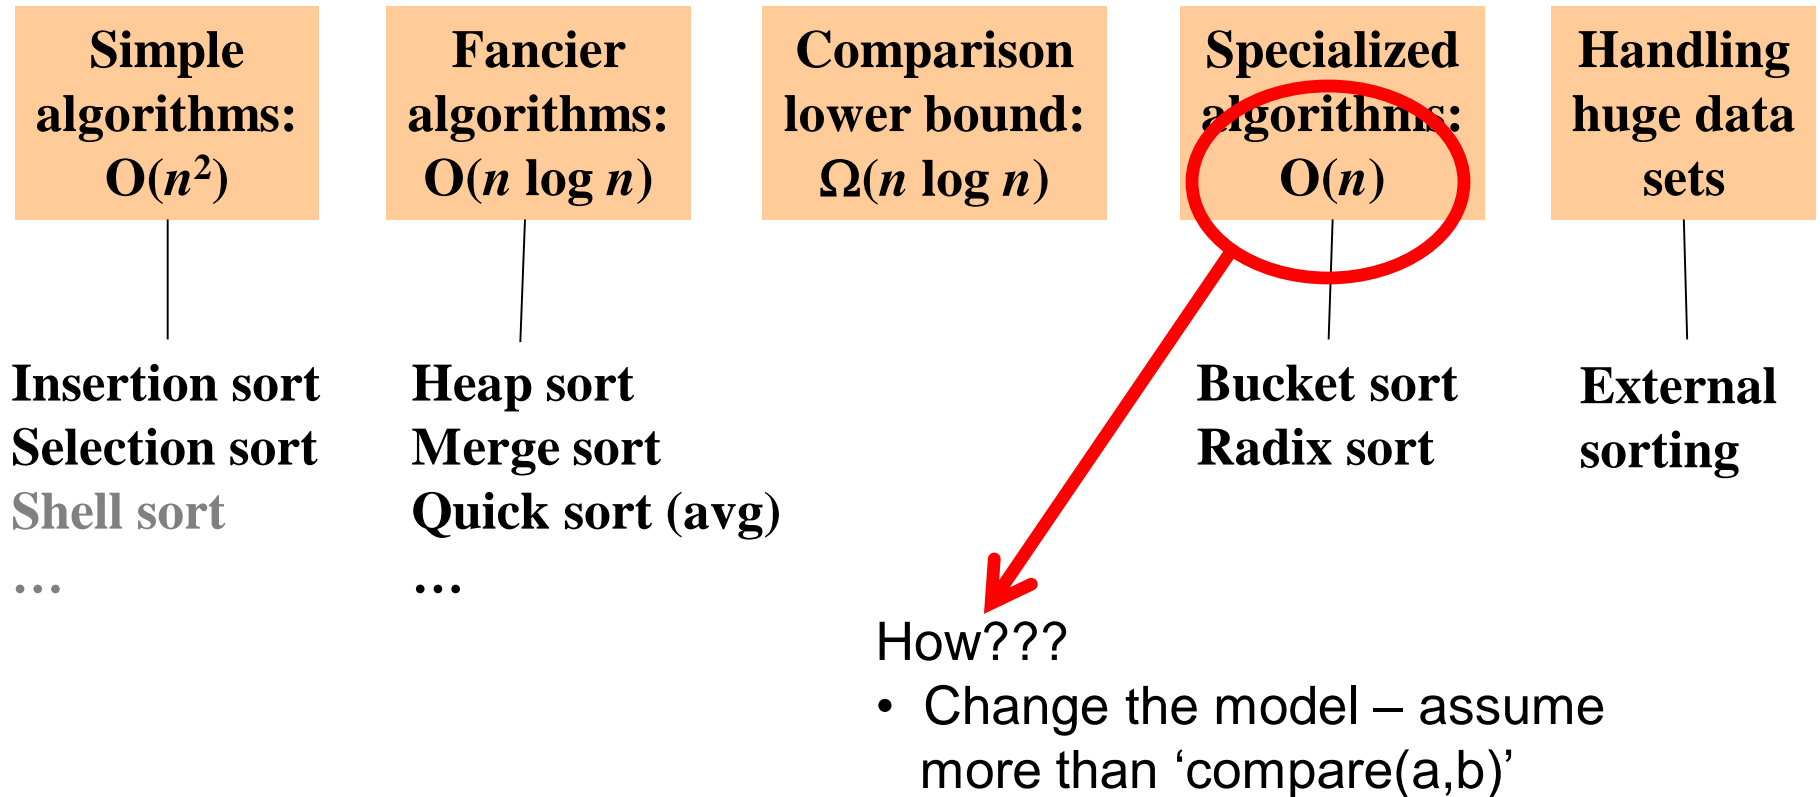 Simple
algorithms:
O(n²)
Fancier
algorithms:
O(n log n)
Comparison
lower bound:
Ω(n log n)
Specialized
algorithms:
O(n)
Handling
huge data
sets
Insertion sort
Selection sort
Shell sort
…
Heap sort
Merge sort
Quick sort (avg)
…
Bucket sort
Radix sort
External
sorting
How???
• Change the model – assume
more than ‘compare(a,b)’